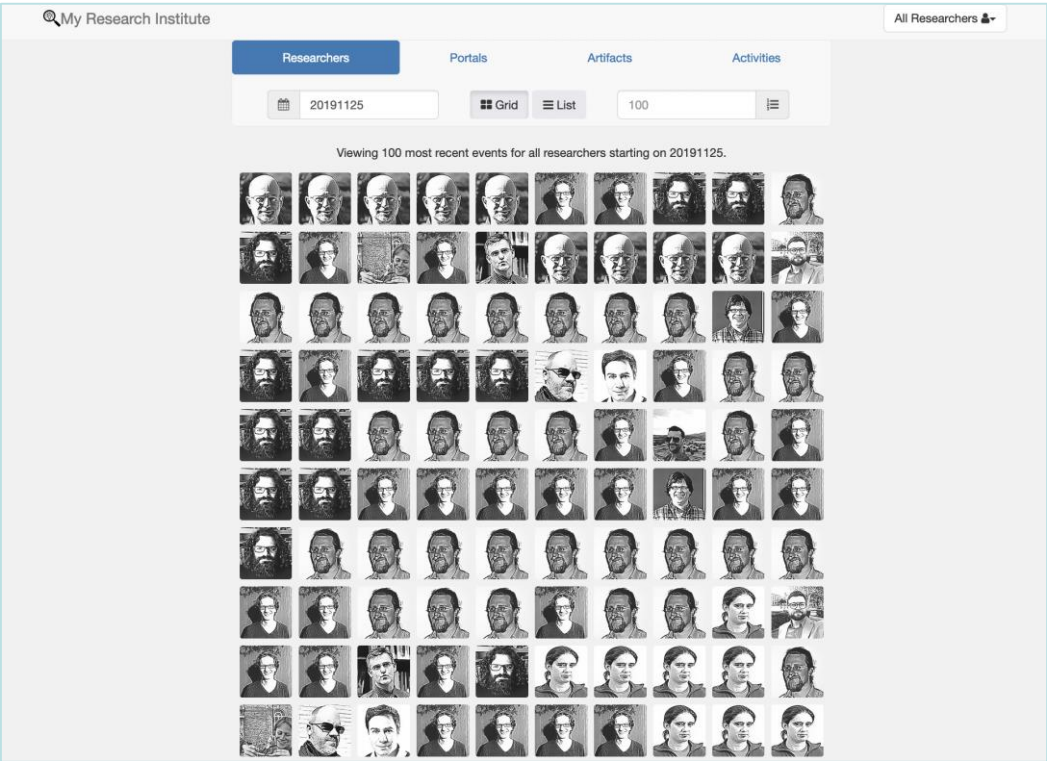 My Research Institute
All Researchers
Researchers Portals Artifacts Activities
20191125 Grid List 100
Viewing 100 most recent events for all researchers starting on 20191125.